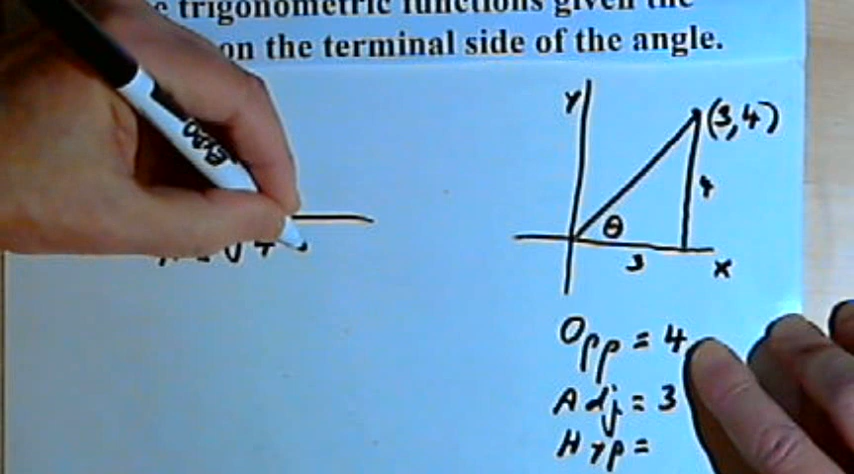 trigonometric functions given the
on the terminal side of the angle.
Y
(3,4)
4
θ
3
X
Expo
Opp = 4
Adj = 3
Hyp =